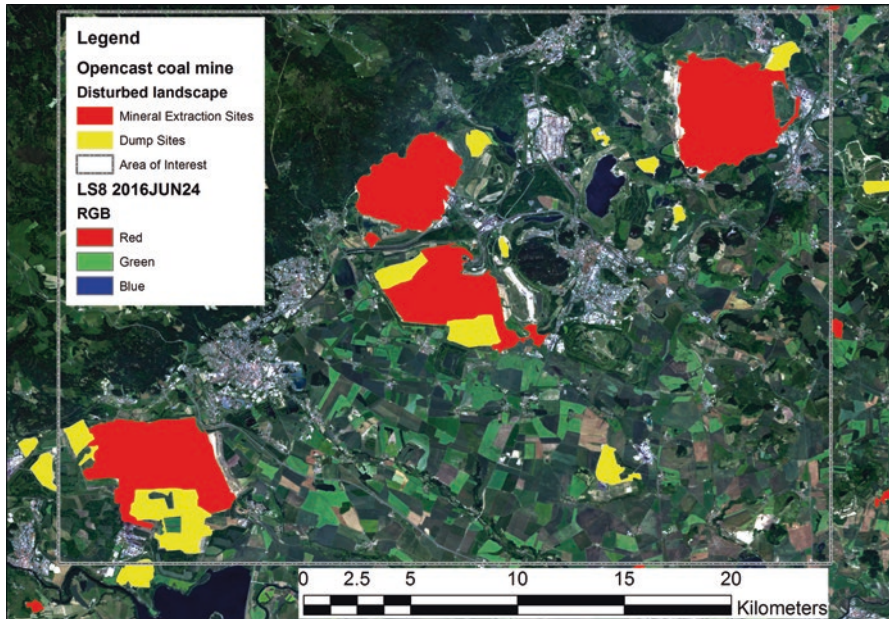 Legend
Opencast coal mine
Disturbed landscape
Mineral Extraction Sites
Dump Sites
Area of Interest
LS8 2016JUN24
RGB
Red
Green
Blue
0 2.5 5 10 15 20
Kilometers